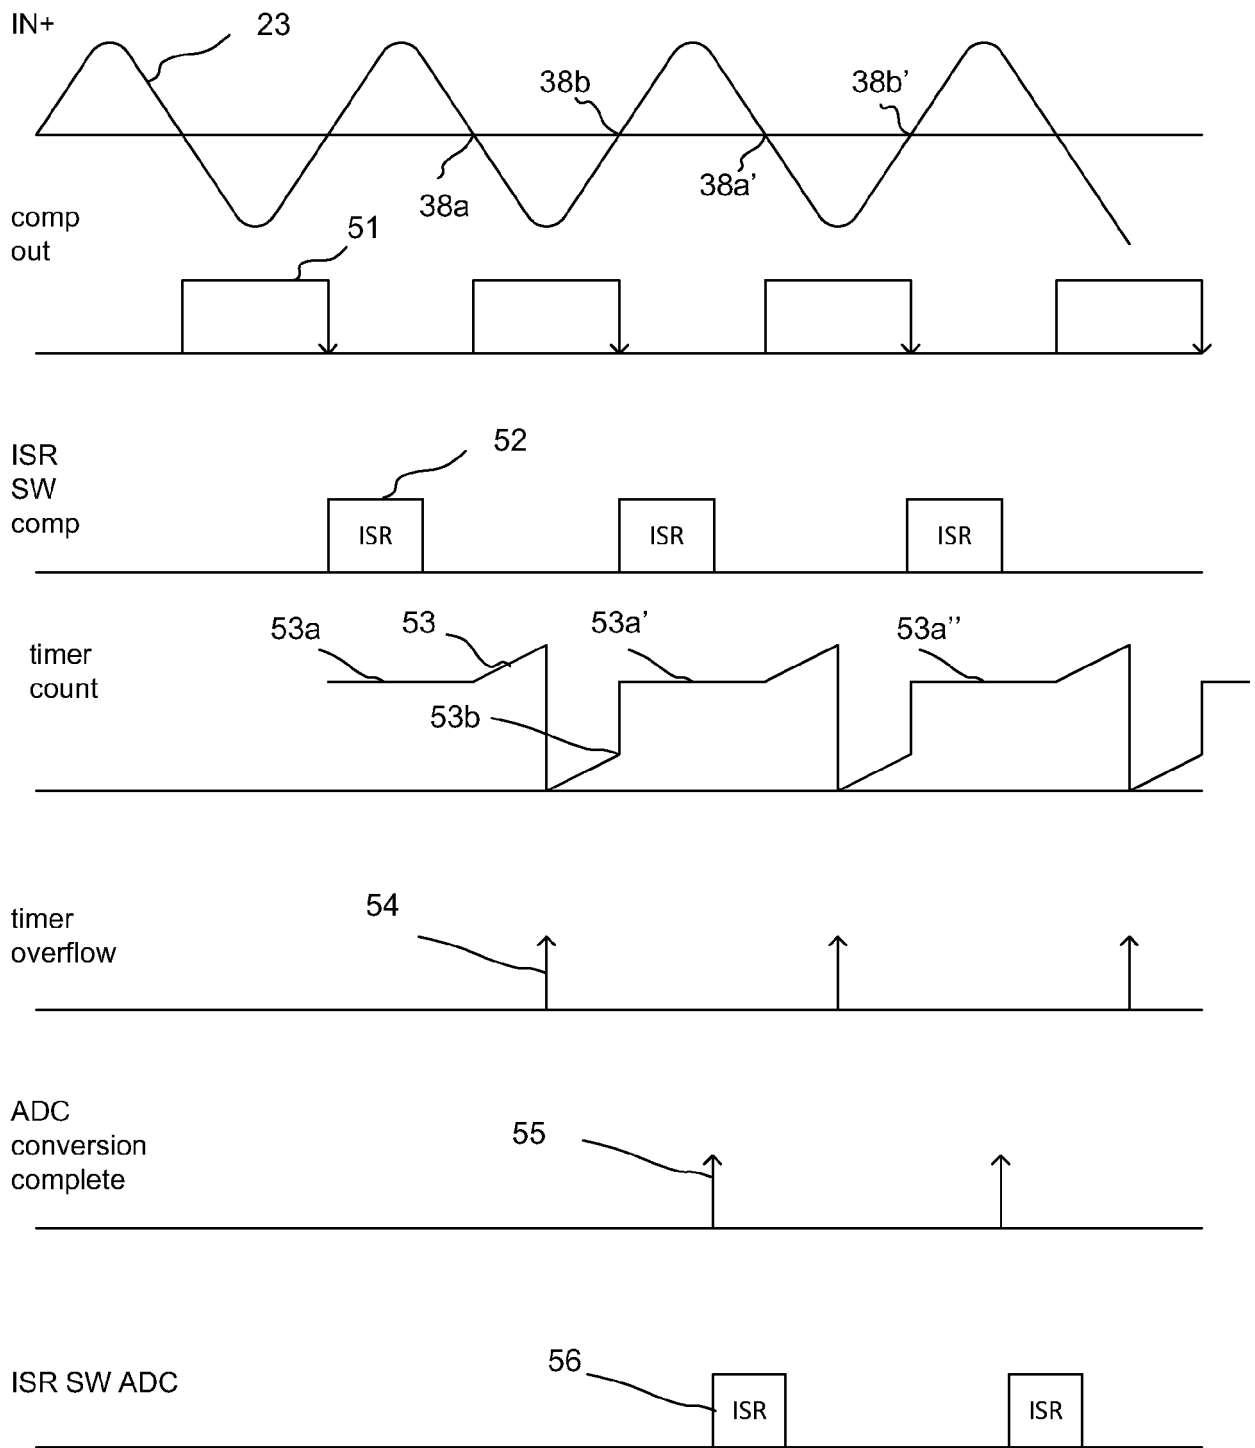 IN+
23
38b
38b’
38a
38a’
comp
out
51
ISR
SW
comp
52
ISR
ISR
ISR
timer
count
53a
53
53a’
53a’’
53b
timer
overflow
54
ADC
conversion
complete
55
ISR SW ADC
56
ISR
ISR